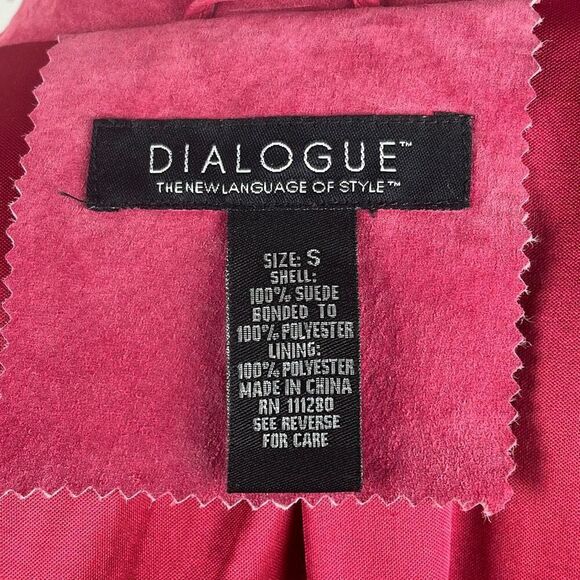 DIALOGUE™
THE NEW LANGUAGE OF STYLE™
SIZE: S
SHELL:
100% SUEDE
BONDED TO
100% POLYESTER
LINING:
100% POLYESTER
MADE IN CHINA
RN 111280
SEE REVERSE
FOR CARE